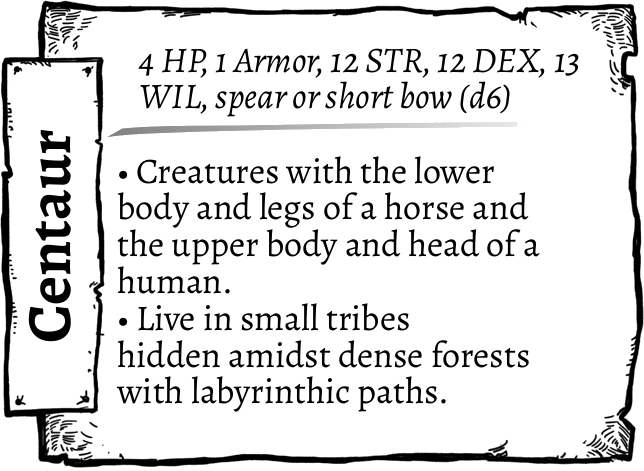 Centaur
4 HP, 1 Armor, 12 STR, 12 DEX, 13
WIL, spear or short bow (d6)
• Creatures with the lower
body and legs of a horse and
the upper body and head of a
human.
• Live in small tribes
hidden amidst dense forests
with labyrinthic paths.